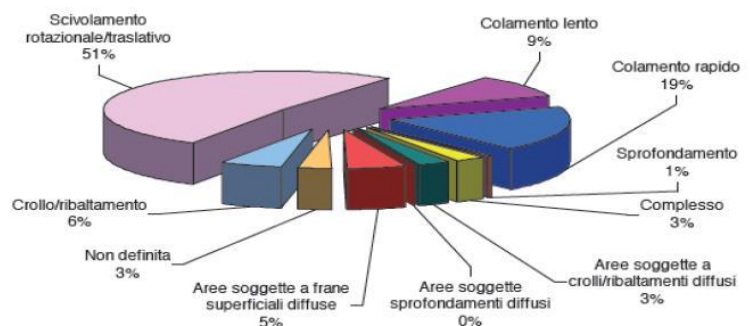 Scivolamento
rotazionale/traslativo
51%
Colamento lento
9%
Colamento rapido
19%
Sprofondamento
1%
Complesso
3%
Aree soggette a
crolli/ribaltamenti diffusi
3%
Aree soggette
sprofondamenti diffusi
0%
Aree soggette a frane
superficiali diffuse
5%
Non definita
3%
Crollo/ribaltamento
6%